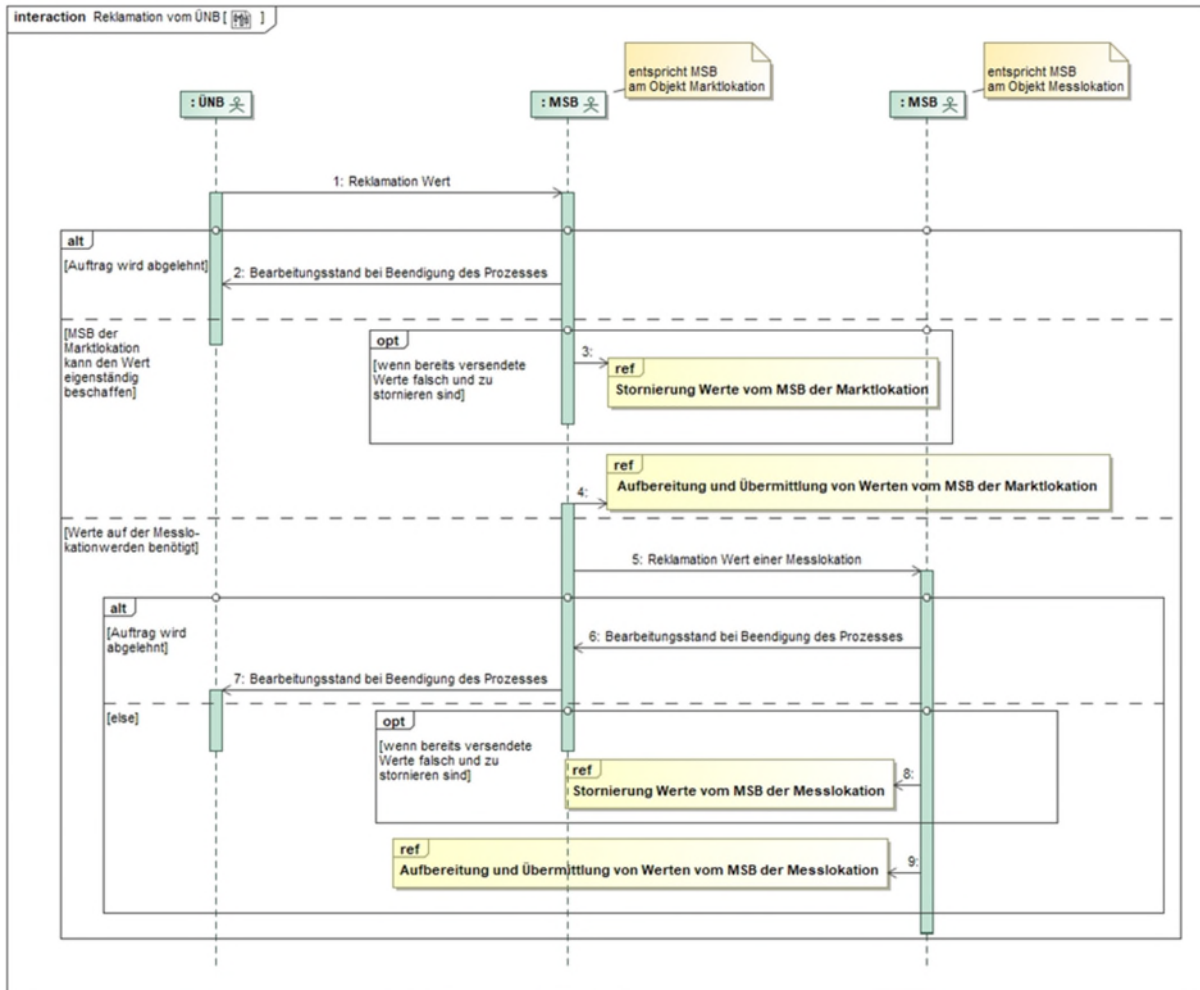 interaction Reklamation vom ÜNB [ ]
entspricht MSB
am Objekt Marktlokation
entspricht MSB
am Objekt Messlokation
: ÜNB
: MSB
: MSB
1: Reklamation Wert
alt
[Auftrag wird abgelehnt]
2: Bearbeitungsstand bei Beendigung des Prozesses
[MSB der
Marktlokation
kann den Wert
eigenständig
beschaffen]
opt
[wenn bereits versendete
Werte falsch und zu
stornieren sind]
3:
ref
Stornierung Werte vom MSB der Marktlokation
ref
Aufbereitung und Übermittlung von Werten vom MSB der Marktlokation
4:
[Werte auf der Messlo-
kationwerden benötigt]
5: Reklamation Wert einer Messlokation
alt
[Auftrag wird
abgelehnt]
6: Bearbeitungsstand bei Beendigung des Prozesses
7: Bearbeitungsstand bei Beendigung des Prozesses
[else]
opt
[wenn bereits versendete
Werte falsch und zu
stornieren sind]
ref
Stornierung Werte vom MSB der Messlokation
8:
ref
Aufbereitung und Übermittlung von Werten vom MSB der Messlokation
9: